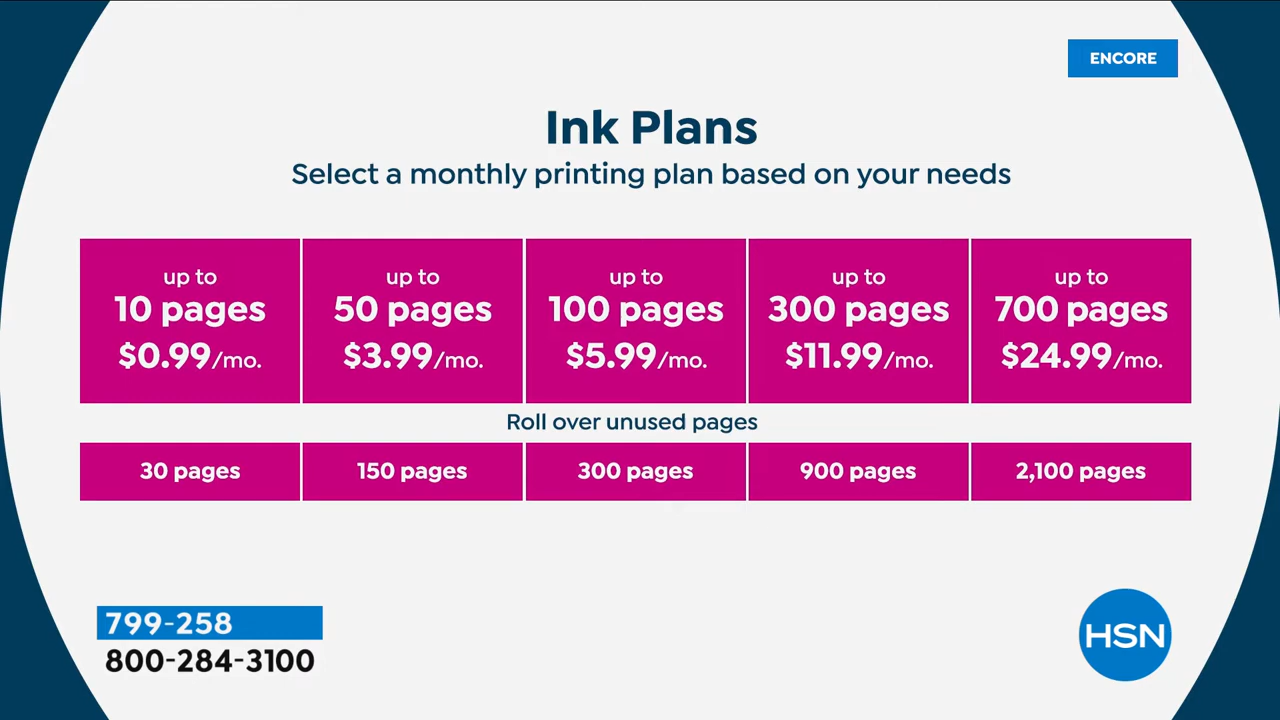 ENCORE
Ink Plans
Select a monthly printing plan based on your needs
up to
10 pages
$0.99/mo.
up to
50 pages
$3.99/mo.
up to
100 pages
$5.99/mo.
up to
300 pages
$11.99/mo.
up to
700 pages
$24.99/mo.
Roll over unused pages
30 pages
150 pages
300 pages
900 pages
2,100 pages
799-258
800-284-3100
HSN